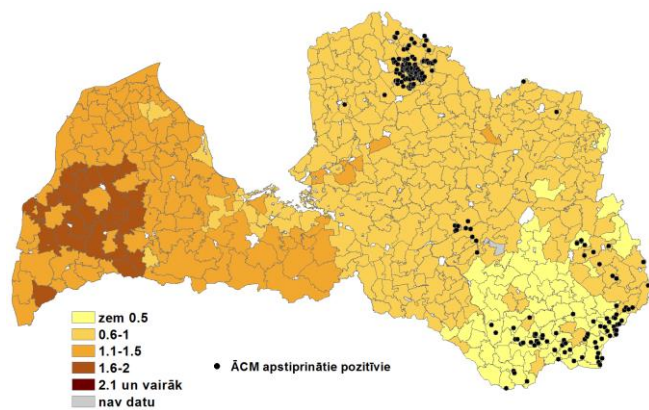 zem 0.5
0.6-1
1.1-1.5
1.6-2
2.1 un vairāk
nav datu
ĀCM apstiprinātie pozitīvie